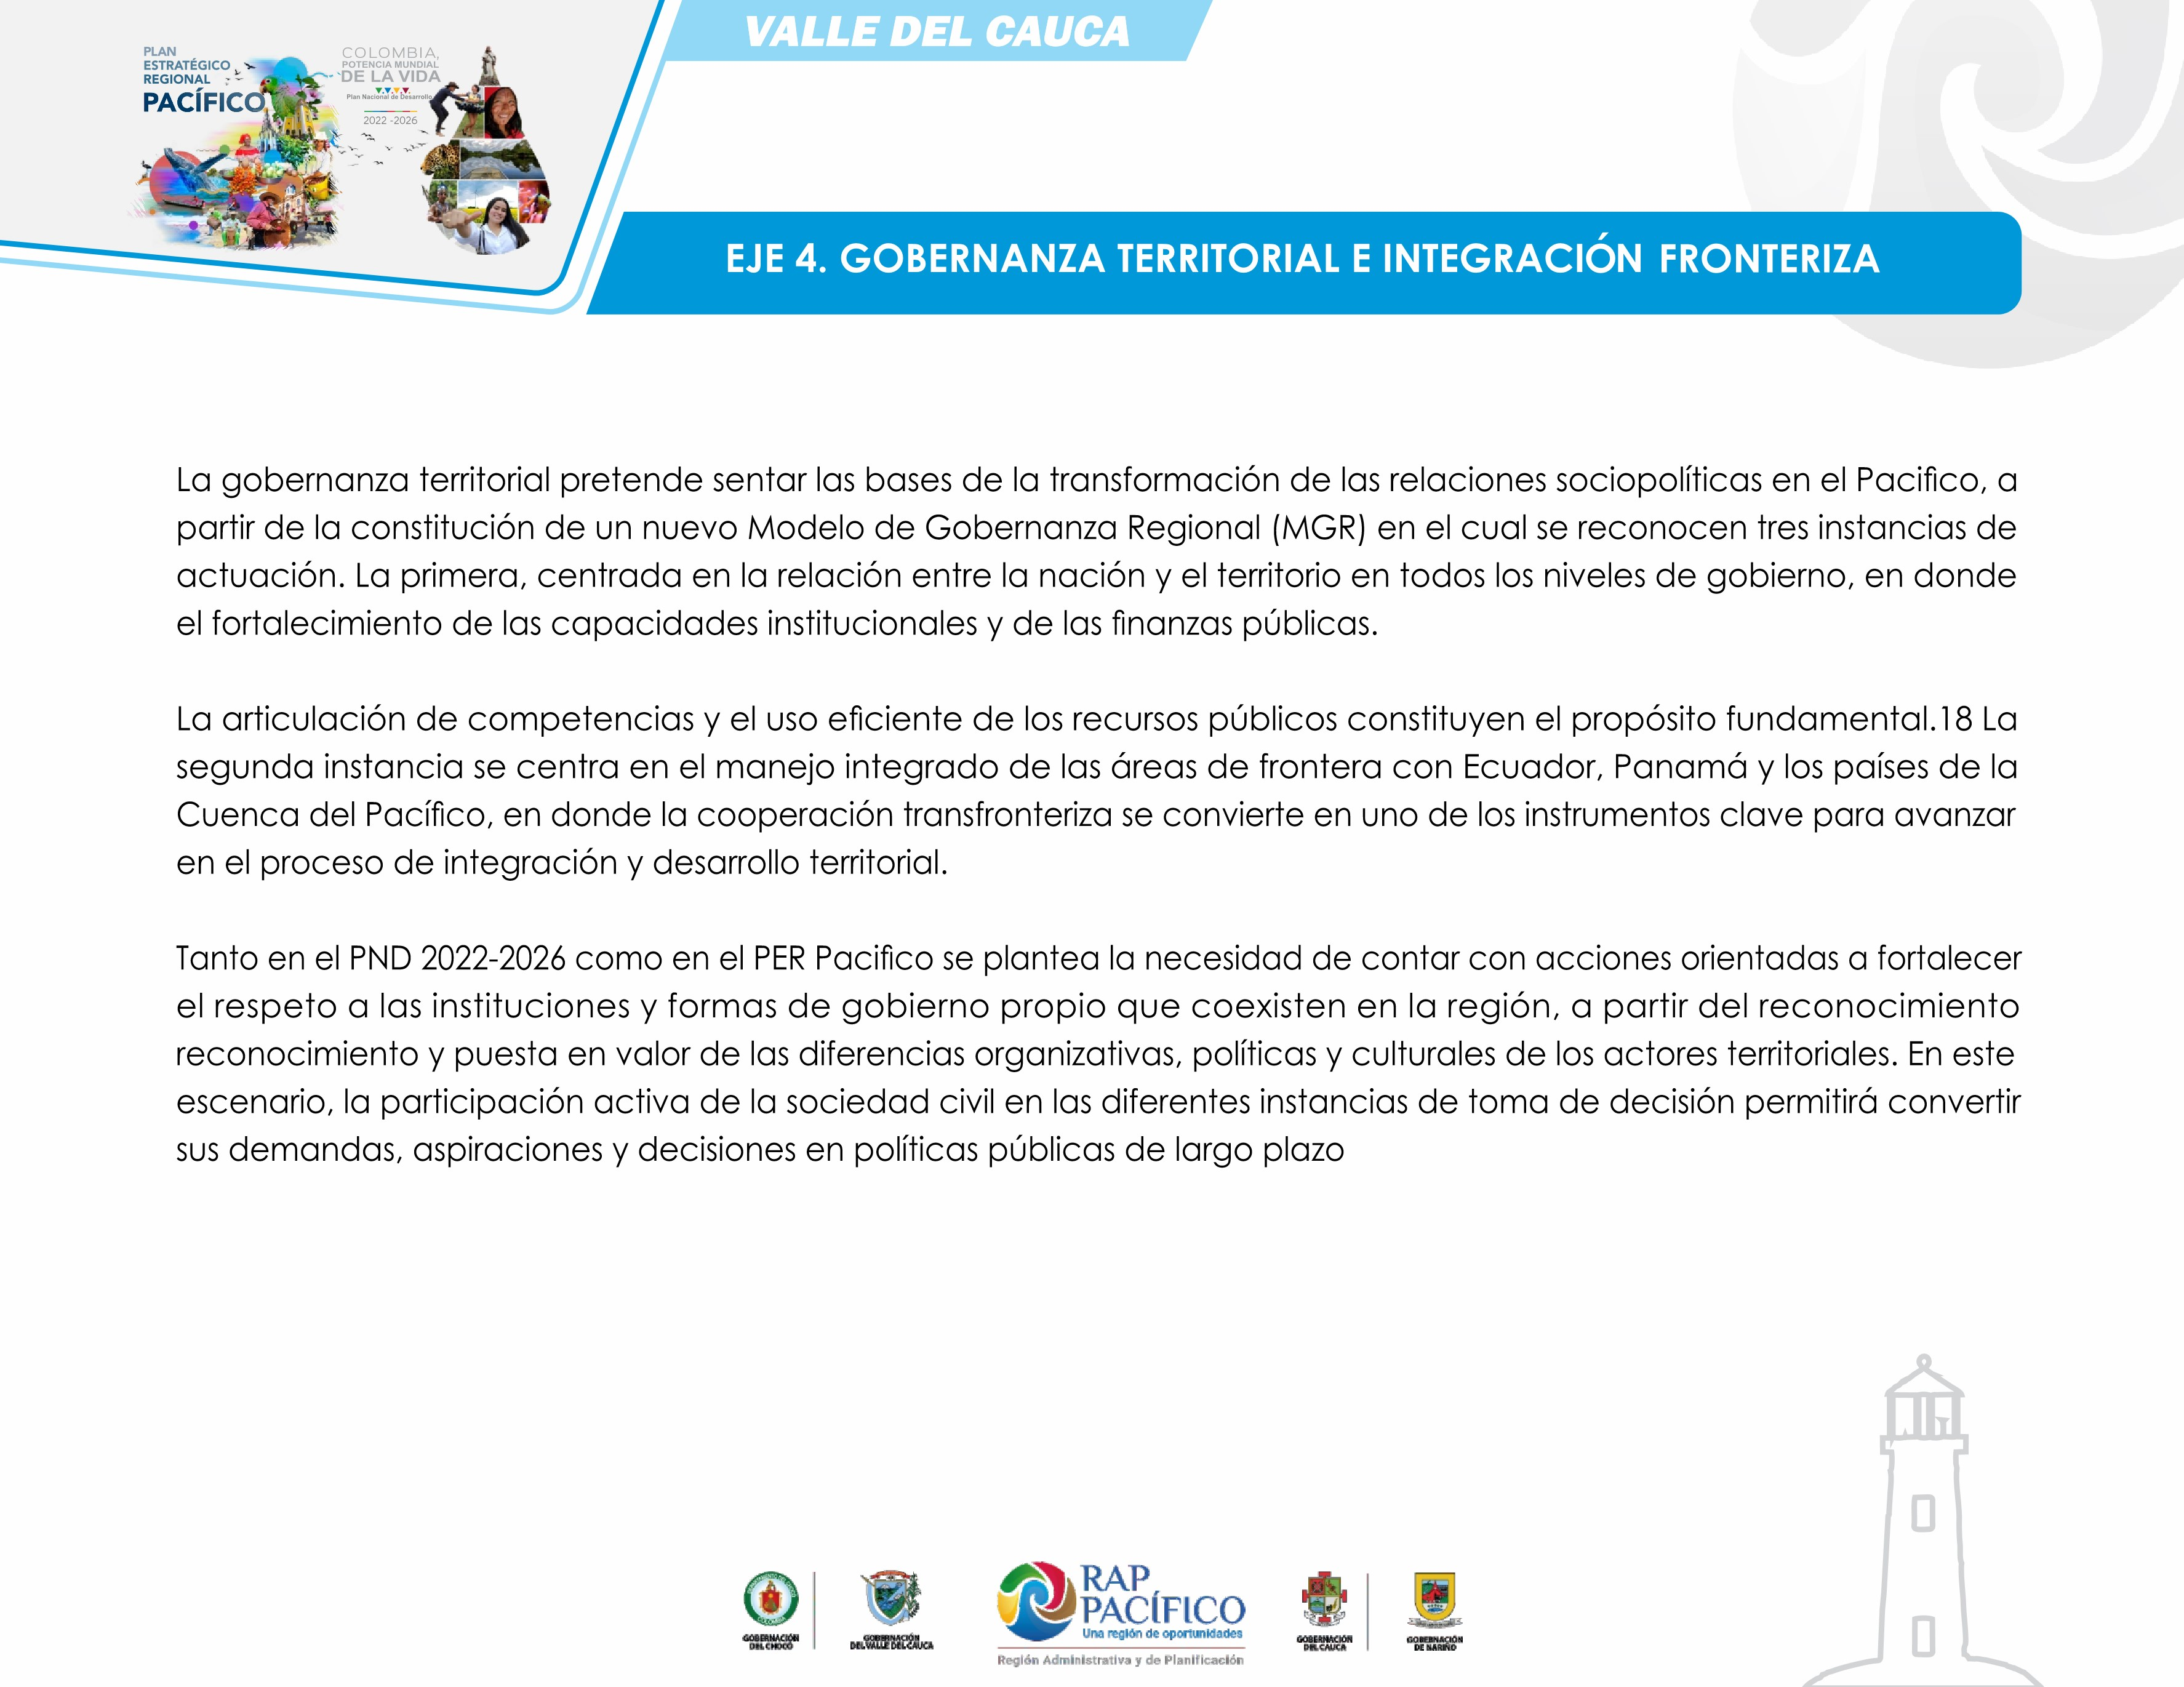 VALLE DEL CAUCA
PLAN
ESTRATÉGICO
REGIONAL
PACÍFICO
COLOMBIA,
POTENCIA MUNDIAL
DE LA VIDA
Plan Nacional de Desarrollo
2022 -2026
EJE 4. GOBERNANZA TERRITORIAL E INTEGRACIÓN FRONTERIZA
La gobernanza territorial pretende sentar las bases de la transformación de las relaciones sociopolíticas en el Pacifico, a
partir de la constitución de un nuevo Modelo de Gobernanza Regional (MGR) en el cual se reconocen tres instancias de
actuación. La primera, centrada en la relación entre la nación y el territorio en todos los niveles de gobierno, en donde
el fortalecimiento de las capacidades institucionales y de las finanzas públicas.
La articulación de competencias y el uso eficiente de los recursos públicos constituyen el propósito fundamental.18 La
segunda instancia se centra en el manejo integrado de las áreas de frontera con Ecuador, Panamá y los países de la
Cuenca del Pacífico, en donde la cooperación transfronteriza se convierte en uno de los instrumentos clave para avanzar
en el proceso de integración y desarrollo territorial.
Tanto en el PND 2022-2026 como en el PER Pacifico se plantea la necesidad de contar con acciones orientadas a fortalecer
el respeto a las instituciones y formas de gobierno propio que coexisten en la región, a partir del reconocimiento
reconocimiento y puesta en valor de las diferencias organizativas, políticas y culturales de los actores territoriales. En este
escenario, la participación activa de la sociedad civil en las diferentes instancias de toma de decisión permitirá convertir
sus demandas, aspiraciones y decisiones en políticas públicas de largo plazo
GOBERNACIÓN
DEL CHOCÓ
GOBERNACIÓN
DEL VALLE DEL CAUCA
RAP
PACÍFICO
Una región de oportunidades
Región Administrativa y de Planificación
GOBERNACIÓN
DEL CAUCA
GOBERNACIÓN
DE NARIÑO